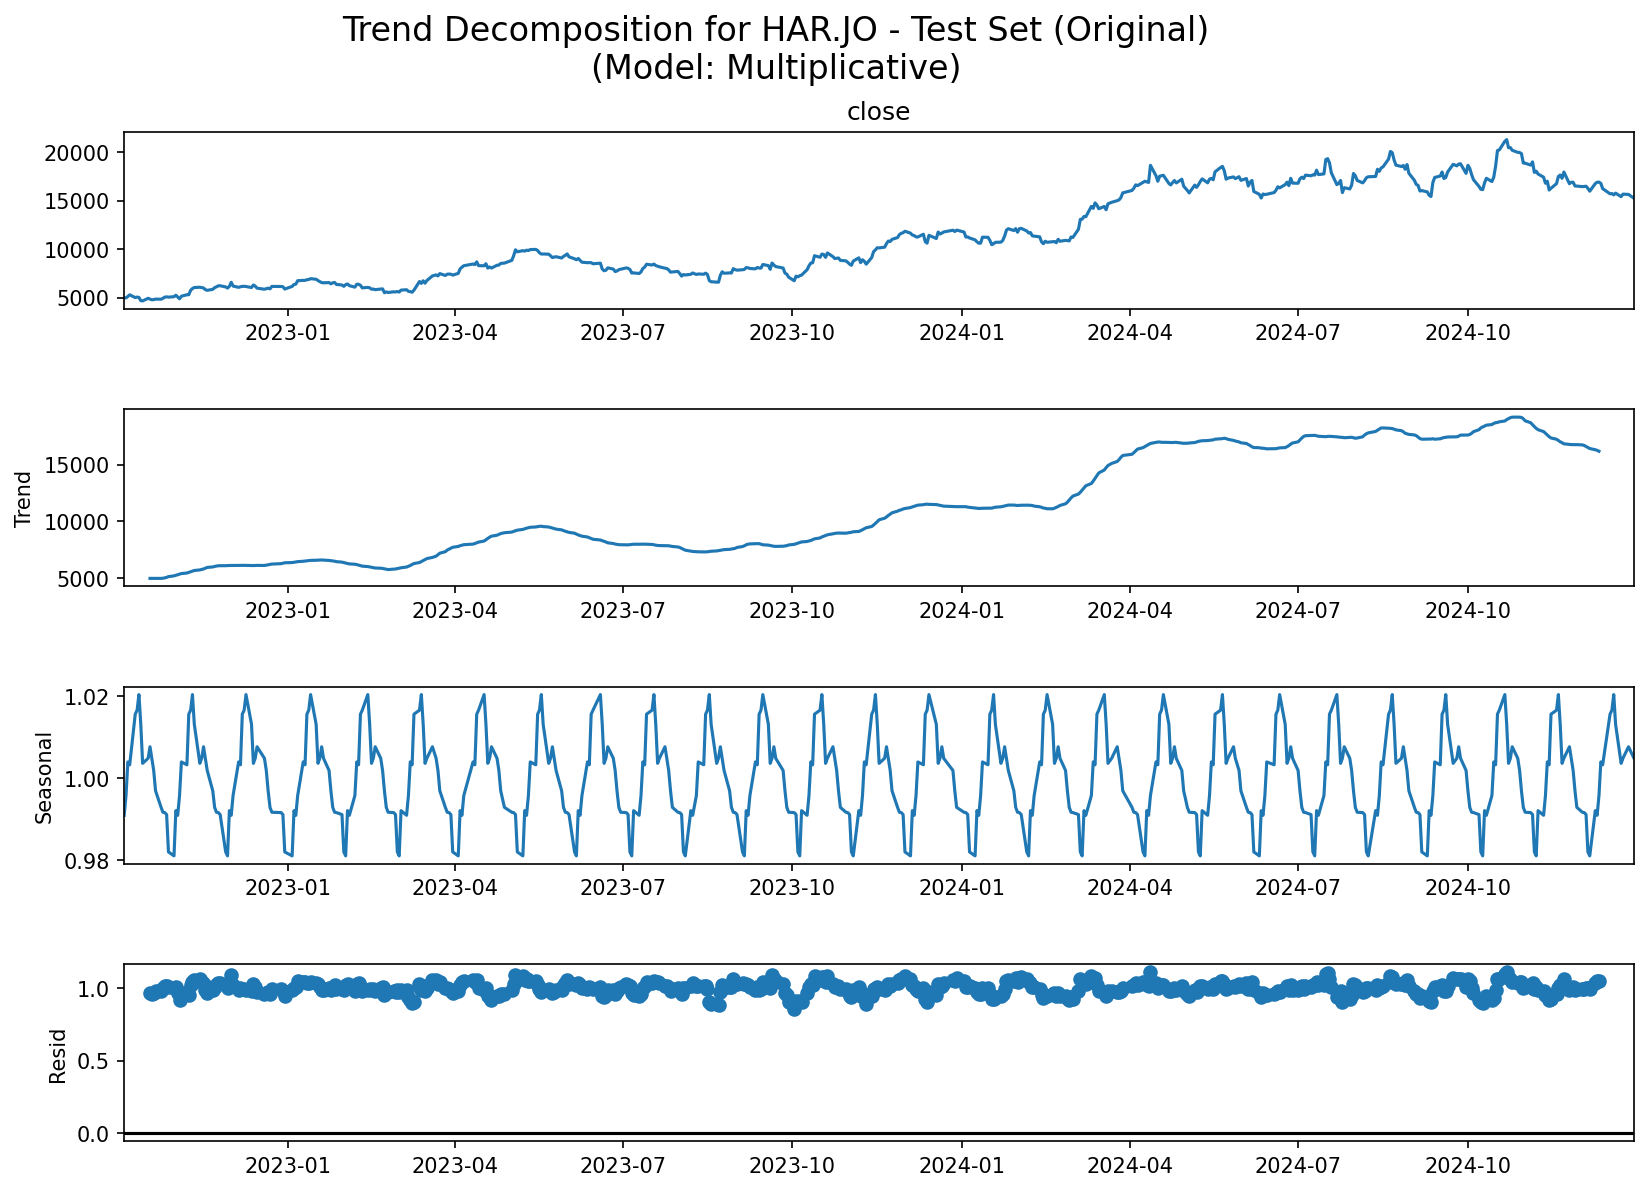 Trend Decomposition for HAR.JO - Test Set (Original)
(Model: Multiplicative)
close
20000
15000
10000
5000
2023-01 2023-04 2023-07 2023-10 2024-01 2024-04 2024-07 2024-10
Trend
15000
10000
5000
2023-01 2023-04 2023-07 2023-10 2024-01 2024-04 2024-07 2024-10
Seasonal
1.02
1.00
0.98
2023-01 2023-04 2023-07 2023-10 2024-01 2024-04 2024-07 2024-10
Resid
1.0
0.5
0.0
2023-01 2023-04 2023-07 2023-10 2024-01 2024-04 2024-07 2024-10